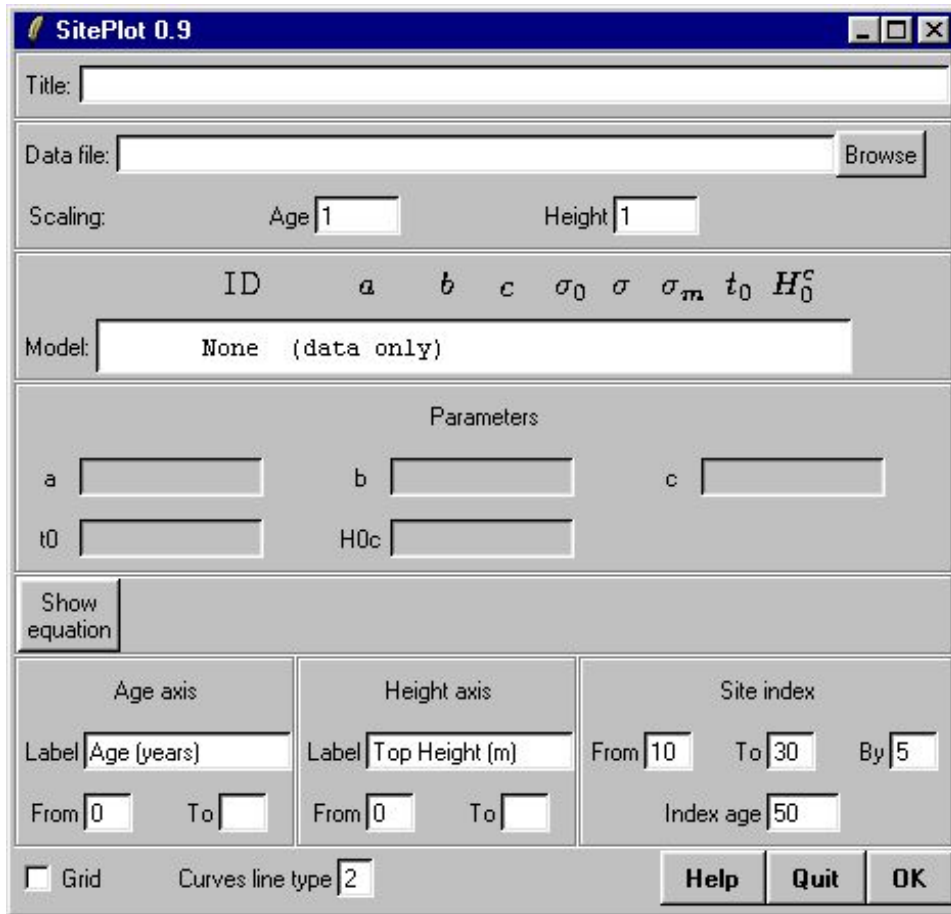 SitePlot 0.9
Title:
Data file: Browse
Scaling: Age 1 Height 1
ID a b c σ₀ σ σₘ t₀ H₀ᶜ
Model: None (data only)
Parameters
a b c
t0 H0c
Show
equation
Age axis Height axis Site index
Label Age (years) Label Top Height (m) From 10 To 30 By 5
From 0 To From 0 To Index age 50
Grid Curves line type 2 Help Quit OK